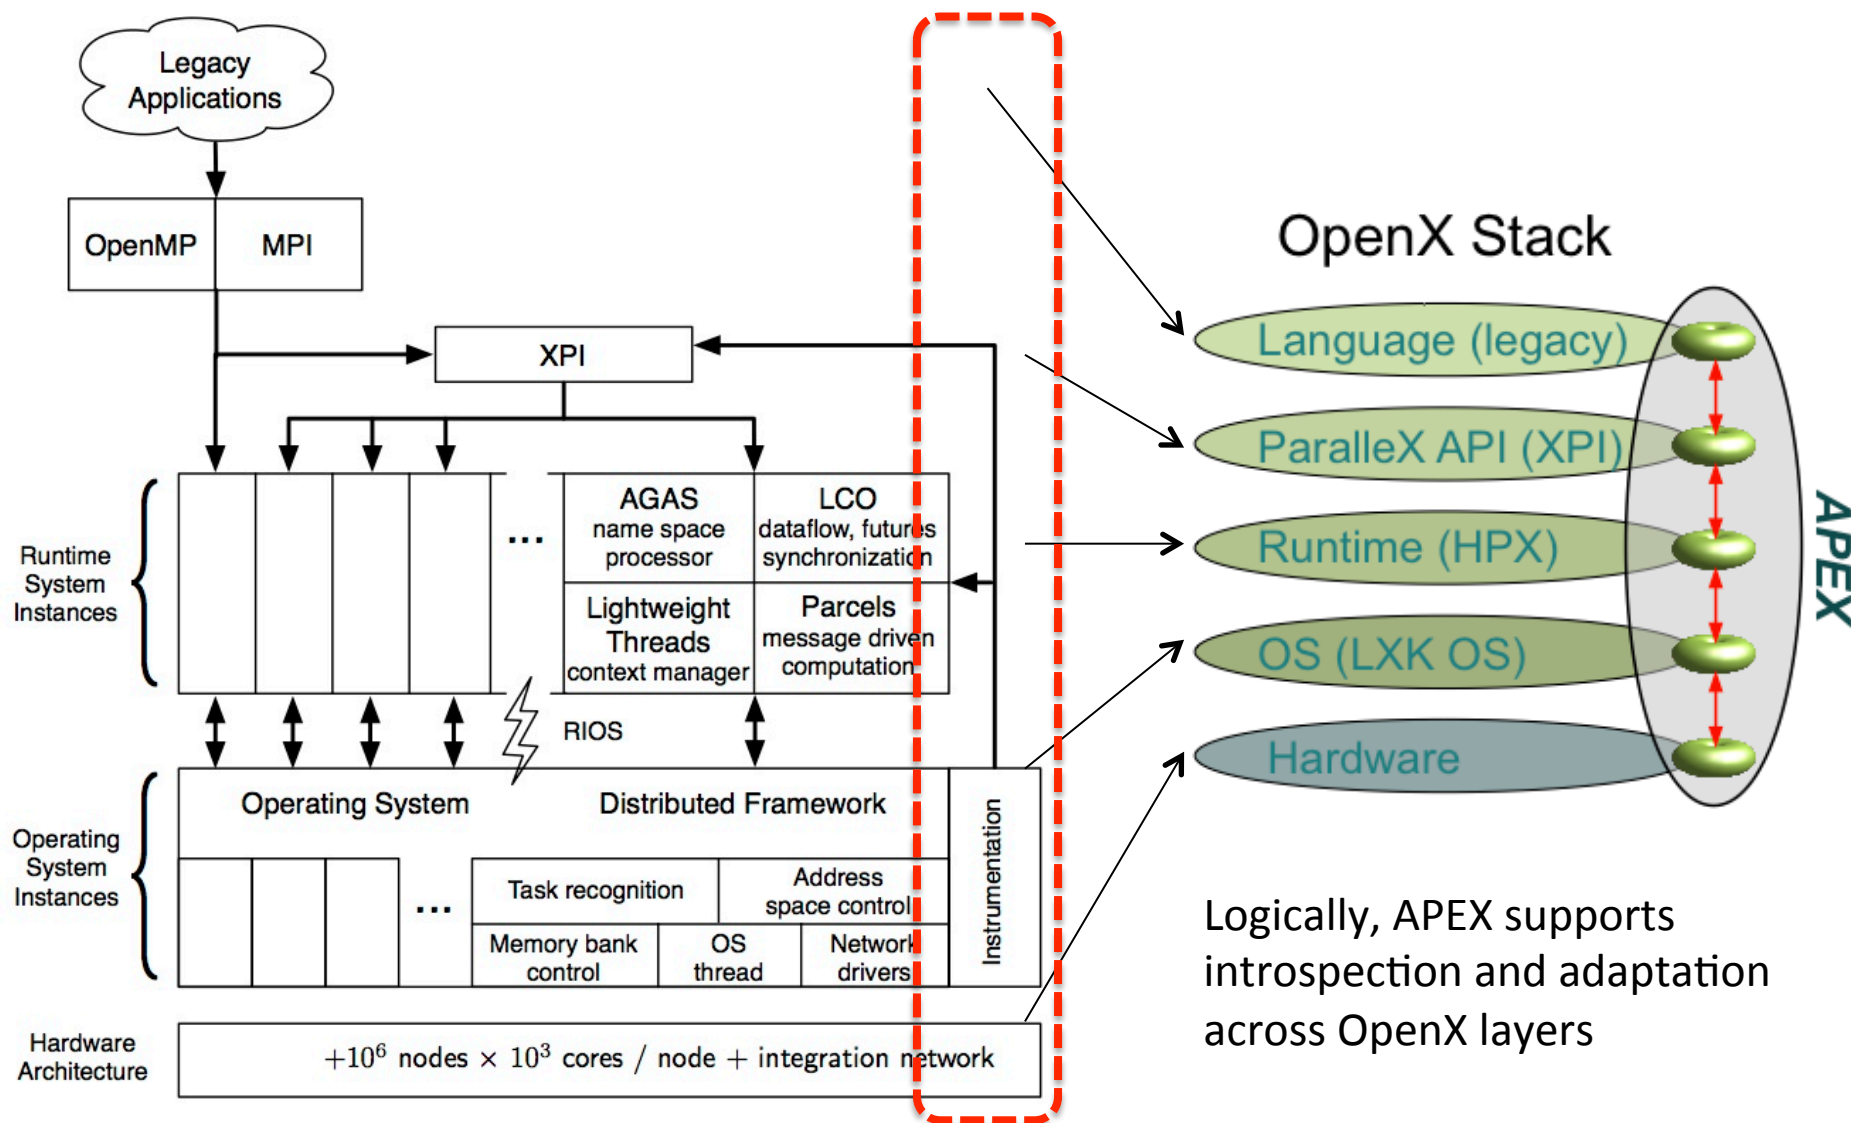 Legacy
Applications
OpenMP
MPI
XPI
Runtime
System
Instances
...
AGAS
name space
processor
LCO
dataflow, futures
synchronization
Lightweight
Threads
context manager
Parcels
message driven
computation
RIOS
Operating
System
Instances
Operating System
Distributed Framework
Instrumentation
...
Task recognition
Address
space control
Memory bank
control
OS
thread
Network
drivers
Hardware
Architecture
+10⁶ nodes × 10³ cores / node + integration network
OpenX Stack
Language (legacy)
ParalleX API (XPI)
Runtime (HPX)
OS (LXK OS)
Hardware
APEX
Logically, APEX supports
introspection and adaptation
across OpenX layers